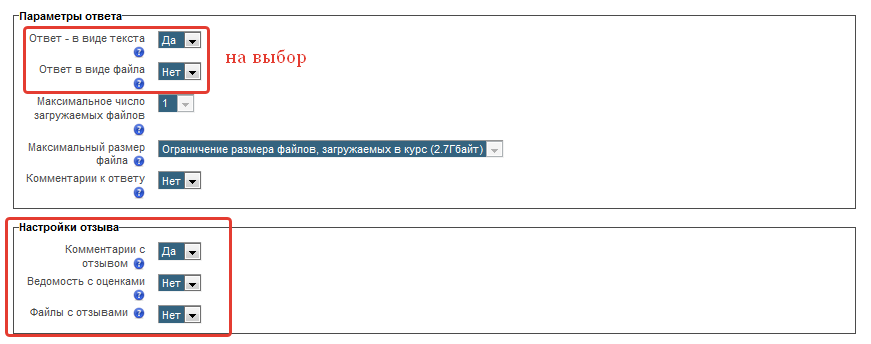 Параметры ответа
Ответ - в виде текста Да
Ответ в виде файла Нет
на выбор
Максимальное число
загружаемых файлов 1
Максимальный размер
файла Ограничение размера файлов, загружаемых в курс (2.7Гбайт)
Комментарии к ответу Нет
Настройки отзыва
Комментарии с
отзывом Да
Ведомость с оценками Нет
Файлы с отзывами Нет